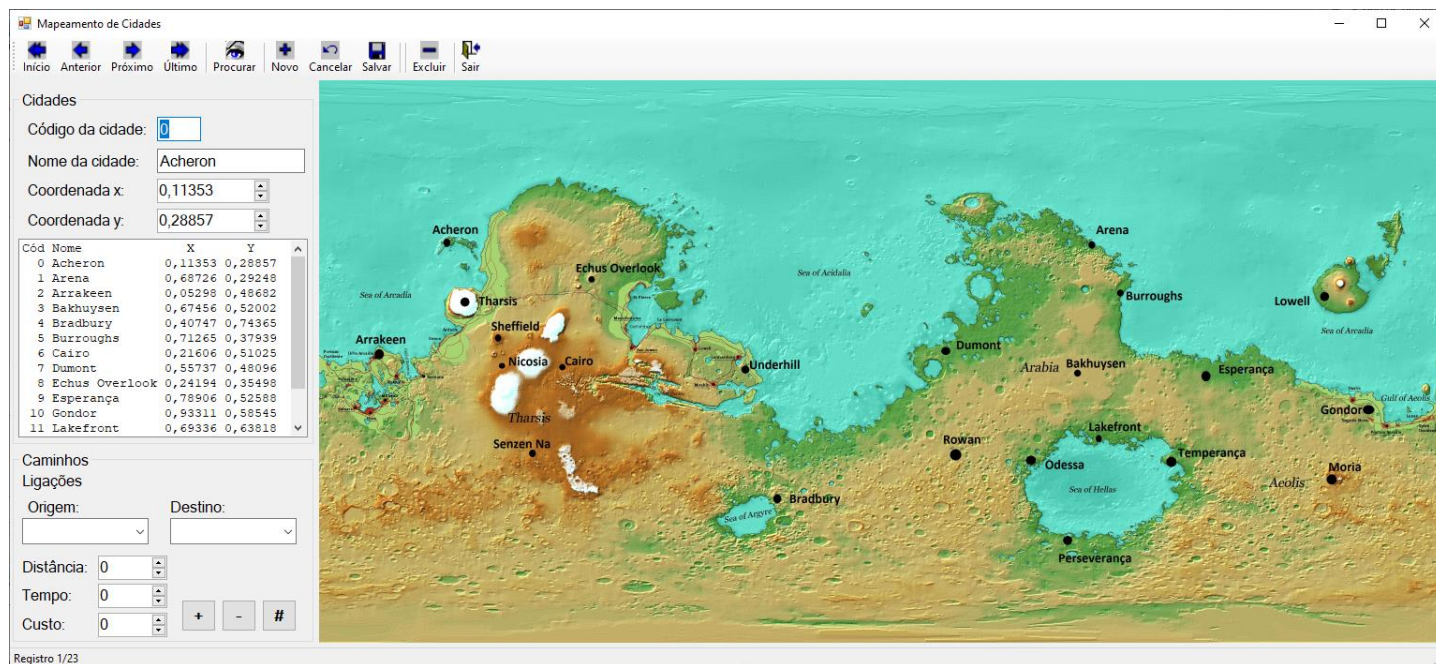 Mapeamento de Cidades
Início Anterior Próximo Último Procurar Novo Cancelar Salvar Excluir Sair
Cidades
Código da cidade: 0
Nome da cidade: Acheron
Coordenada x: 0,11353
Coordenada y: 0,28857
Cód Nome X Y
0 Acheron 0,11353 0,28857
1 Arena 0,68726 0,29248
2 Arrakeen 0,05298 0,48682
3 Bakhuysen 0,67456 0,52002
4 Bradbury 0,40747 0,74365
5 Burroughs 0,71265 0,37939
6 Cairo 0,21606 0,51025
7 Dumont 0,55737 0,48096
8 Echus Overlook 0,24194 0,35498
9 Esperança 0,78906 0,52588
10 Gondor 0,93311 0,58545
11 Lakefront 0,69336 0,63818
Caminhos
Ligações
Origem: Destino:
Distância: 0
Tempo: 0
Custo: 0
+ - #
Registro 1/23
Acheron
Arena
Echus Overlook
Sea of Acidalia
Sea of Arcadia
Burroughs
Lowell
Tharsis
Sea of Arcadia
Sheffield
Arrakeen
Dumont
Nicosia
Cairo
Underhill
Arabia
Bakhuysen
Esperança
Gulf of Aeolis
Gondor
Tharsis
Senzen Na
Rowan
Lakefront
Odessa
Temperança
Moria
Aeolis
Sea of Hellas
Bradbury
Sea of Argyre
Perseverança